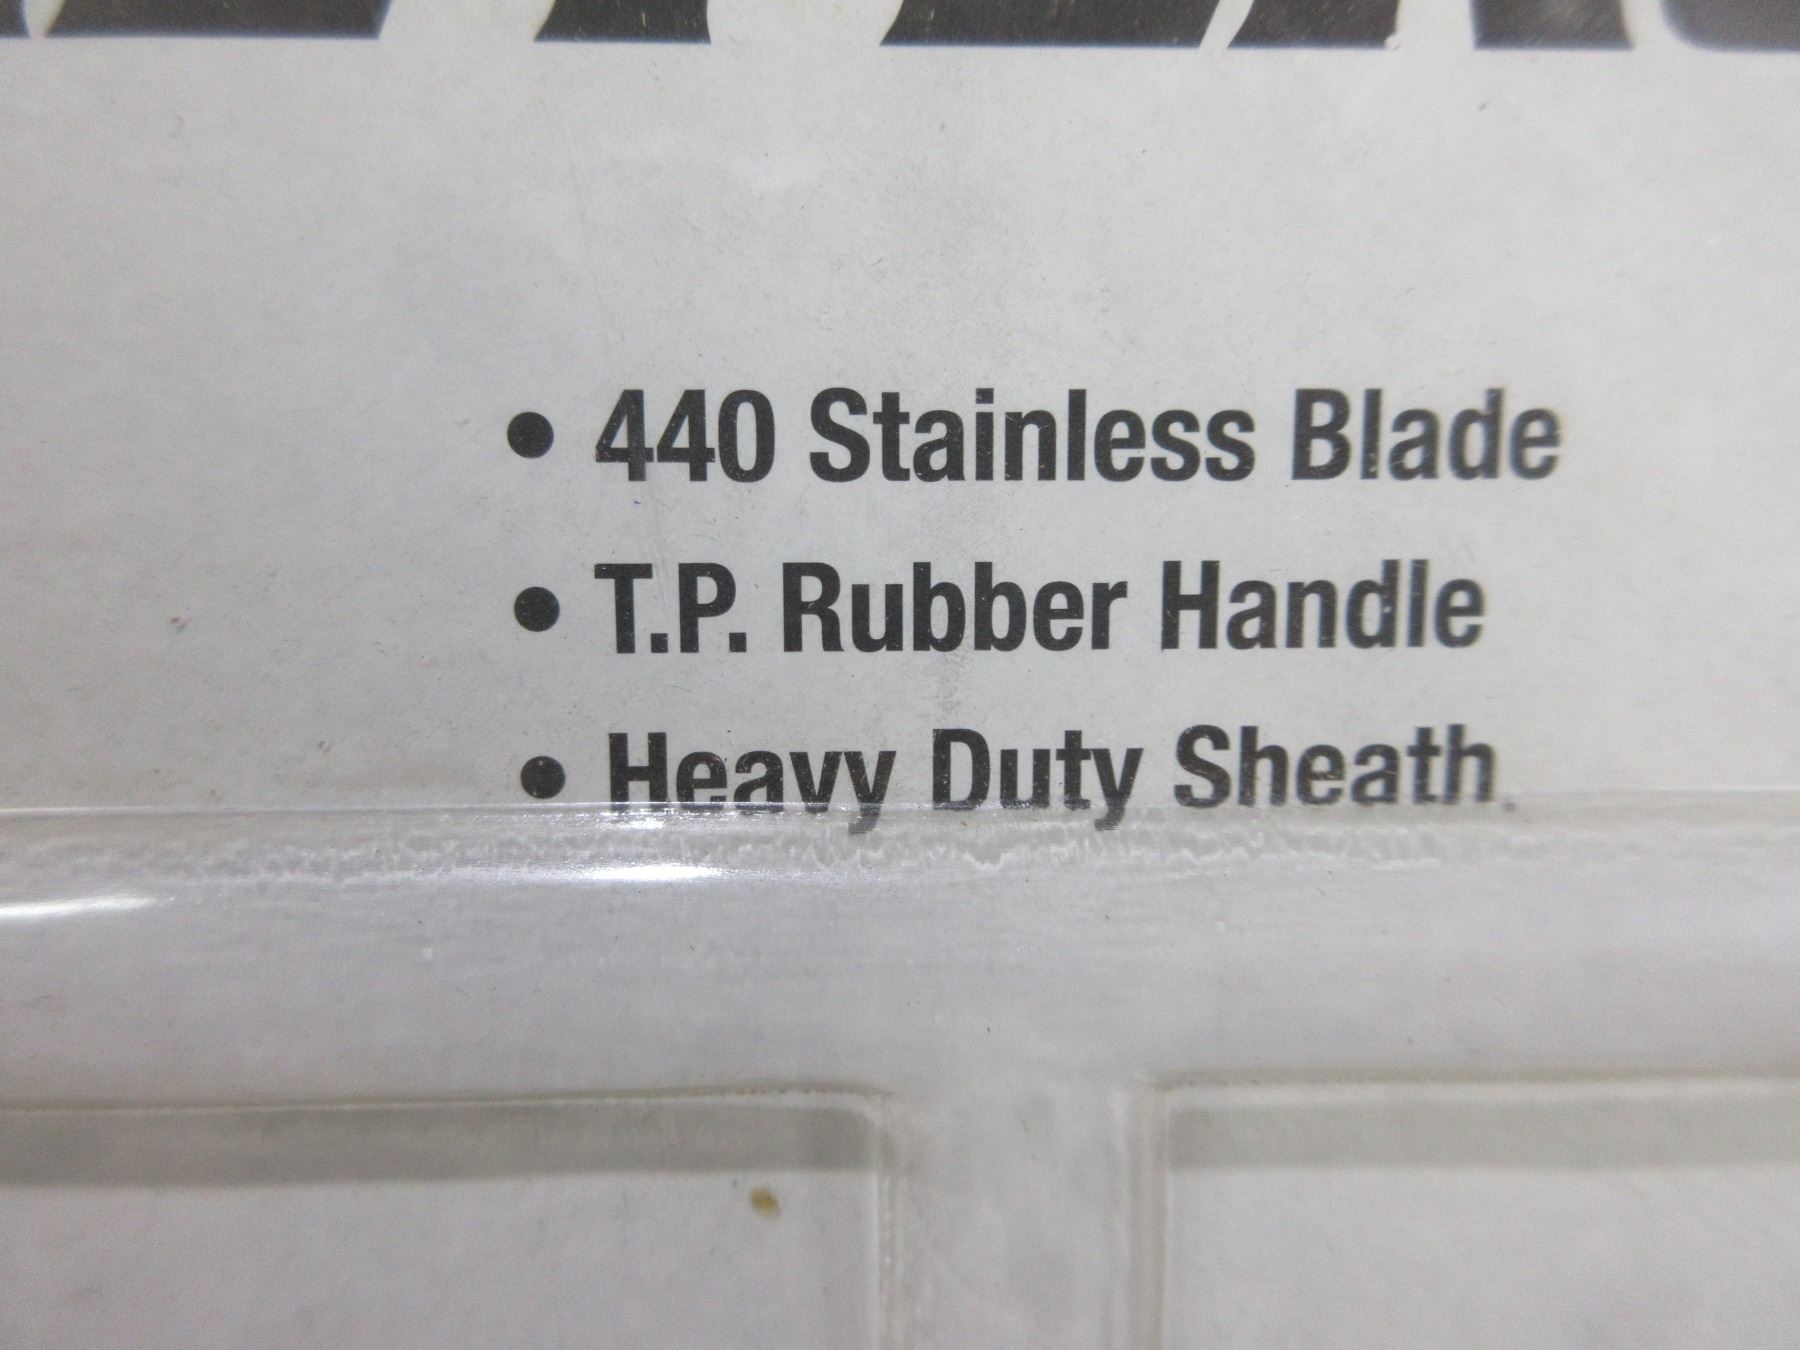 • 440 Stainless Blade
• T.P. Rubber Handle
• Heavy Duty Sheath